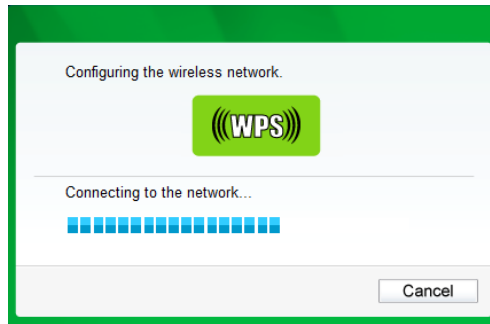 Configuring the wireless network.
(((WPS)))
Connecting to the network...
Cancel